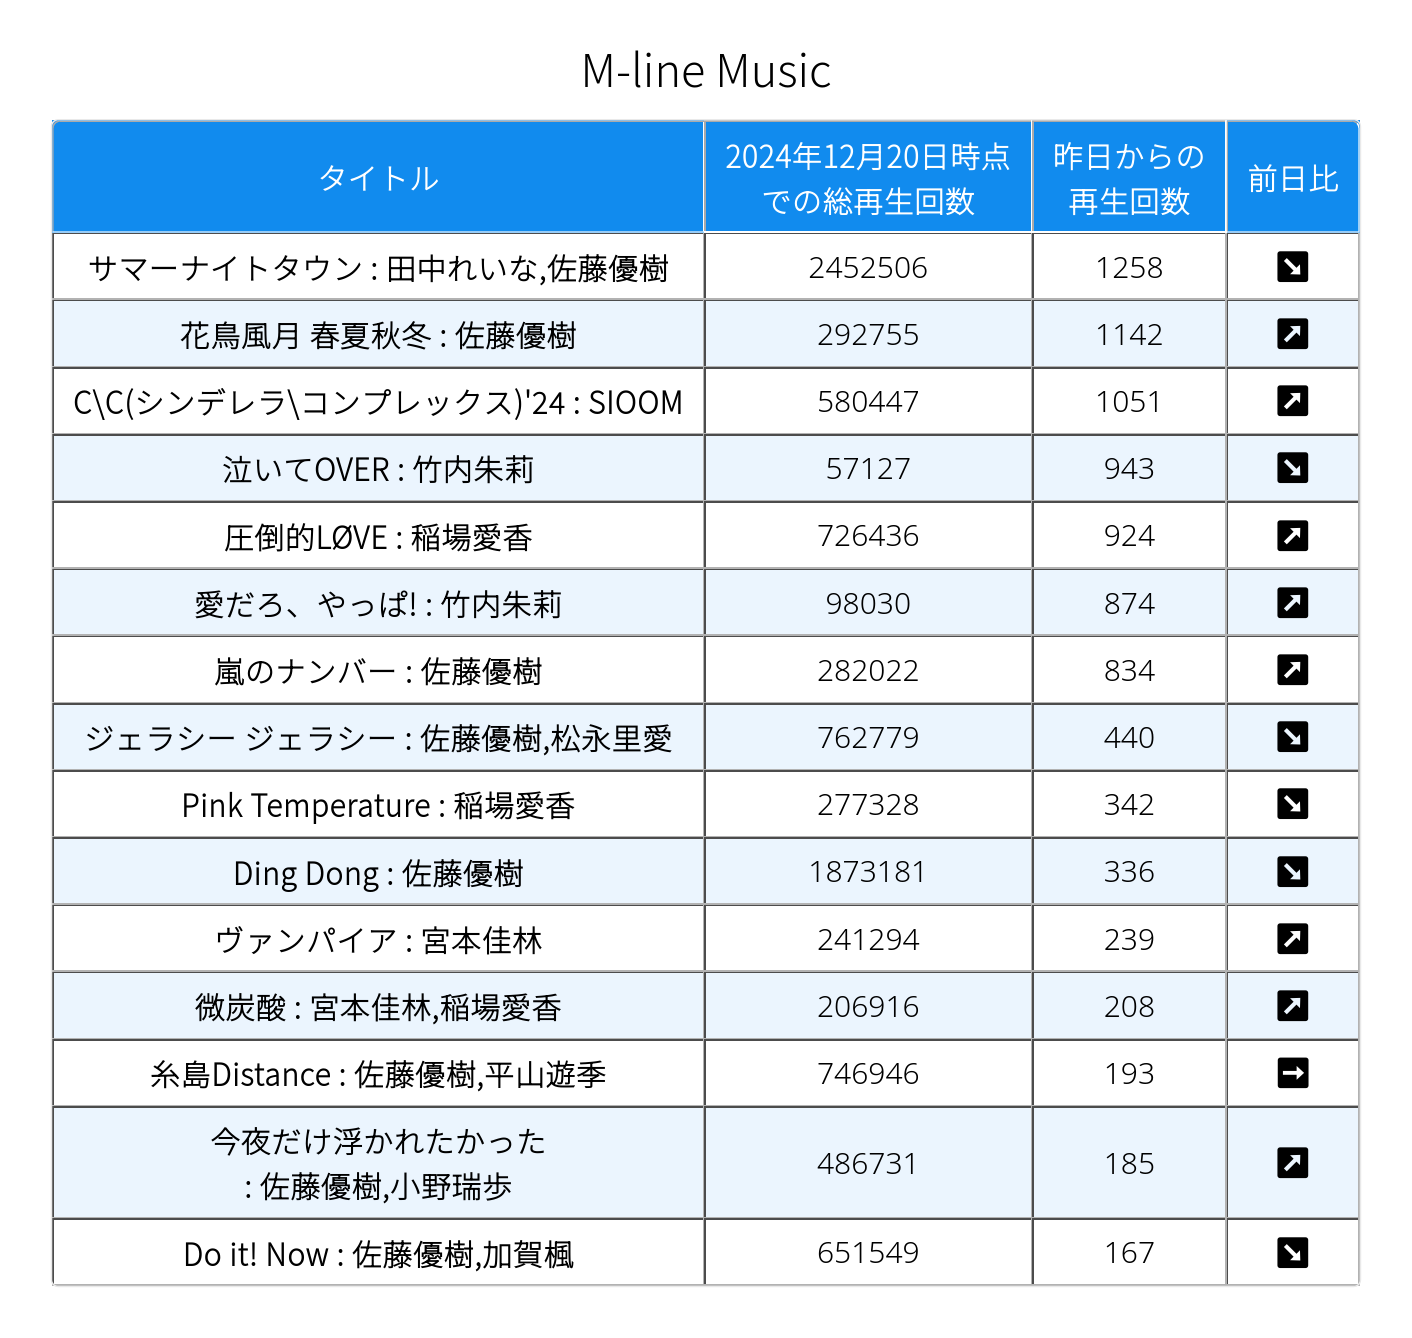 M-line Music
タイトル
2024年12月20日時点
での総再生回数
昨日からの
再生回数
前日比
サマーナイトタウン : 田中れいな,佐藤優樹 2452506 1258 ↘
花鳥風月 春夏秋冬 : 佐藤優樹 292755 1142 ↗
C\C(シンデレラ\コンプレックス)'24 : SIOOM 580447 1051 ↗
泣いてOVER : 竹内朱莉 57127 943 ↘
圧倒的LØVE : 稲場愛香 726436 924 ↗
愛だろ、やっぱ! : 竹内朱莉 98030 874 ↗
嵐のナンバー : 佐藤優樹 282022 834 ↗
ジェラシー ジェラシー : 佐藤優樹,松永里愛 762779 440 ↘
Pink Temperature : 稲場愛香 277328 342 ↘
Ding Dong : 佐藤優樹 1873181 336 ↘
ヴァンパイア : 宮本佳林 241294 239 ↗
微炭酸 : 宮本佳林,稲場愛香 206916 208 ↗
糸島Distance : 佐藤優樹,平山遊季 746946 193 →
今夜だけ浮かれたかった
: 佐藤優樹,小野瑞歩 486731 185 ↗
Do it! Now : 佐藤優樹,加賀楓 651549 167 ↘